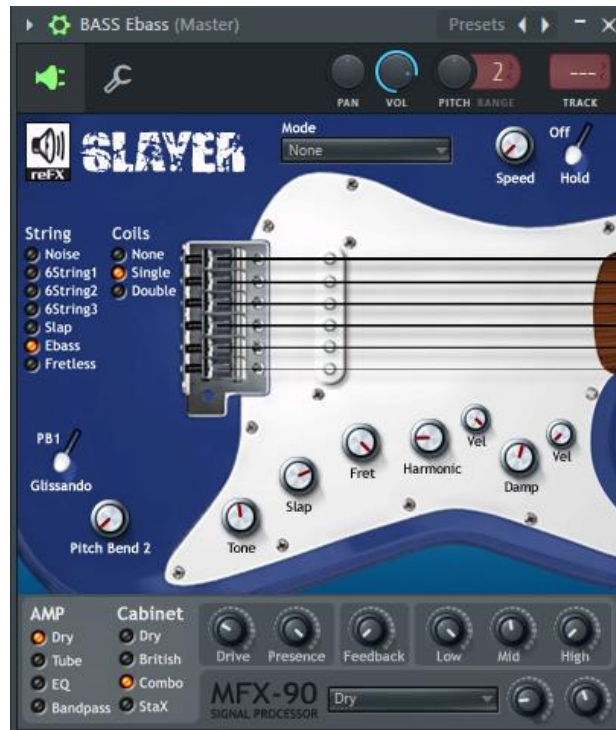 BASS Ebass (Master) Presets
2 ---
PAN VOL PITCH RANGE TRACK
reFX SLAYER
Mode
None
Speed
Off
Hold
String
Noise
6String1
6String2
6String3
Slap
Ebass
Fretless
Coils
None
Single
Double
PB1
Glissando
Pitch Bend 2
Tone
Slap
Fret
Harmonic
Vel
Damp
Vel
AMP
Dry
Tube
EQ
Bandpass
Cabinet
Dry
British
Combo
StaX
Drive Presence Feedback Low Mid High
MFX-90
SIGNAL PROCESSOR
Dry